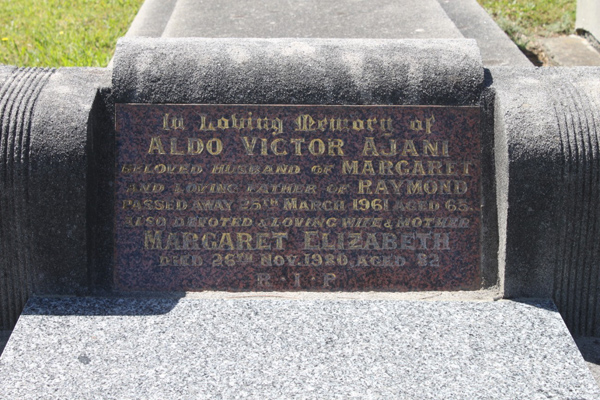 In Loving Memory of
ALDO VICTOR AJANI
BELOVED HUSBAND OF MARGARET
AND LOVING FATHER OF RAYMOND
PASSED AWAY 25TH MARCH 1961 AGED 65.
ALSO DEVOTED & LOVING WIFE & MOTHER
MARGARET ELIZABETH
DIED 26TH NOV. 1980, AGED 82
R·I·P